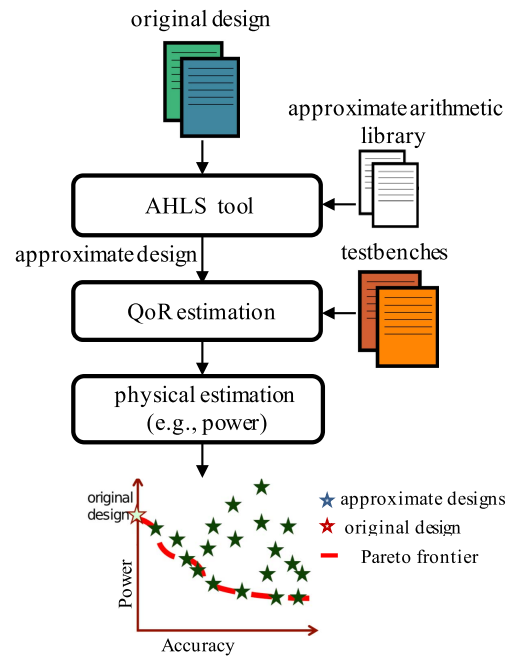 original design
approximate arithmetic
library
AHLS tool
approximate design
testbenches
QoR estimation
physical estimation
(e.g., power)
original
design
approximate designs
original design
Pareto frontier
Power
Accuracy